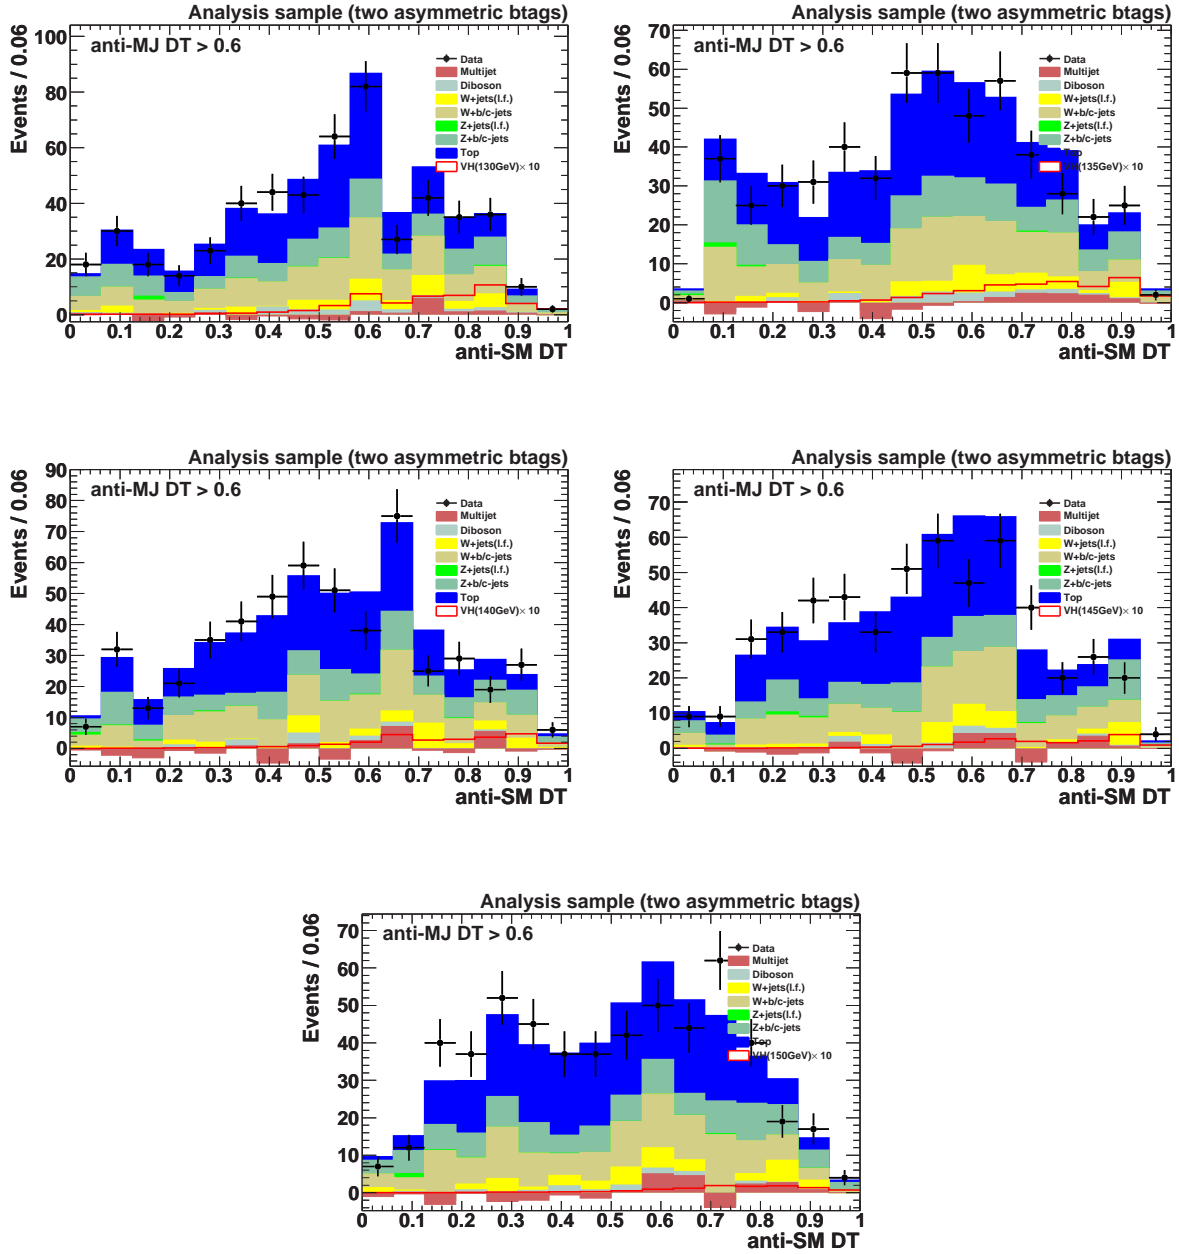 Analysis sample (two asymmetric btags)
Events / 0.06
anti-MJ DT > 0.6
100
80
60
40
20
0
Data
Multijet
Diboson
W+jets(l.f.)
W+b/c-jets
Z+jets(l.f.)
Z+b/c-jets
Top
VH(130GeV)× 10
0 0.1 0.2 0.3 0.4 0.5 0.6 0.7 0.8 0.9 1
anti-SM DT
Analysis sample (two asymmetric btags)
Events / 0.06
anti-MJ DT > 0.6
70
60
50
40
30
20
10
0
Data
Multijet
Diboson
W+jets(l.f.)
W+b/c-jets
Z+jets(l.f.)
Z+b/c-jets
Top
VH(135GeV)× 10
0 0.1 0.2 0.3 0.4 0.5 0.6 0.7 0.8 0.9 1
anti-SM DT
Analysis sample (two asymmetric btags)
Events / 0.06
anti-MJ DT > 0.6
90
80
70
60
50
40
30
20
10
0
Data
Multijet
Diboson
W+jets(l.f.)
W+b/c-jets
Z+jets(l.f.)
Z+b/c-jets
Top
VH(140GeV)× 10
0 0.1 0.2 0.3 0.4 0.5 0.6 0.7 0.8 0.9 1
anti-SM DT
Analysis sample (two asymmetric btags)
Events / 0.06
anti-MJ DT > 0.6
70
60
50
40
30
20
10
0
Data
Multijet
Diboson
W+jets(l.f.)
W+b/c-jets
Z+jets(l.f.)
Z+b/c-jets
Top
VH(145GeV)× 10
0 0.1 0.2 0.3 0.4 0.5 0.6 0.7 0.8 0.9 1
anti-SM DT
Analysis sample (two asymmetric btags)
Events / 0.06
anti-MJ DT > 0.6
70
60
50
40
30
20
10
0
Data
Multijet
Diboson
W+jets(l.f.)
W+b/c-jets
Z+jets(l.f.)
Z+b/c-jets
Top
VH(150GeV)× 10
0 0.1 0.2 0.3 0.4 0.5 0.6 0.7 0.8 0.9 1
anti-SM DT